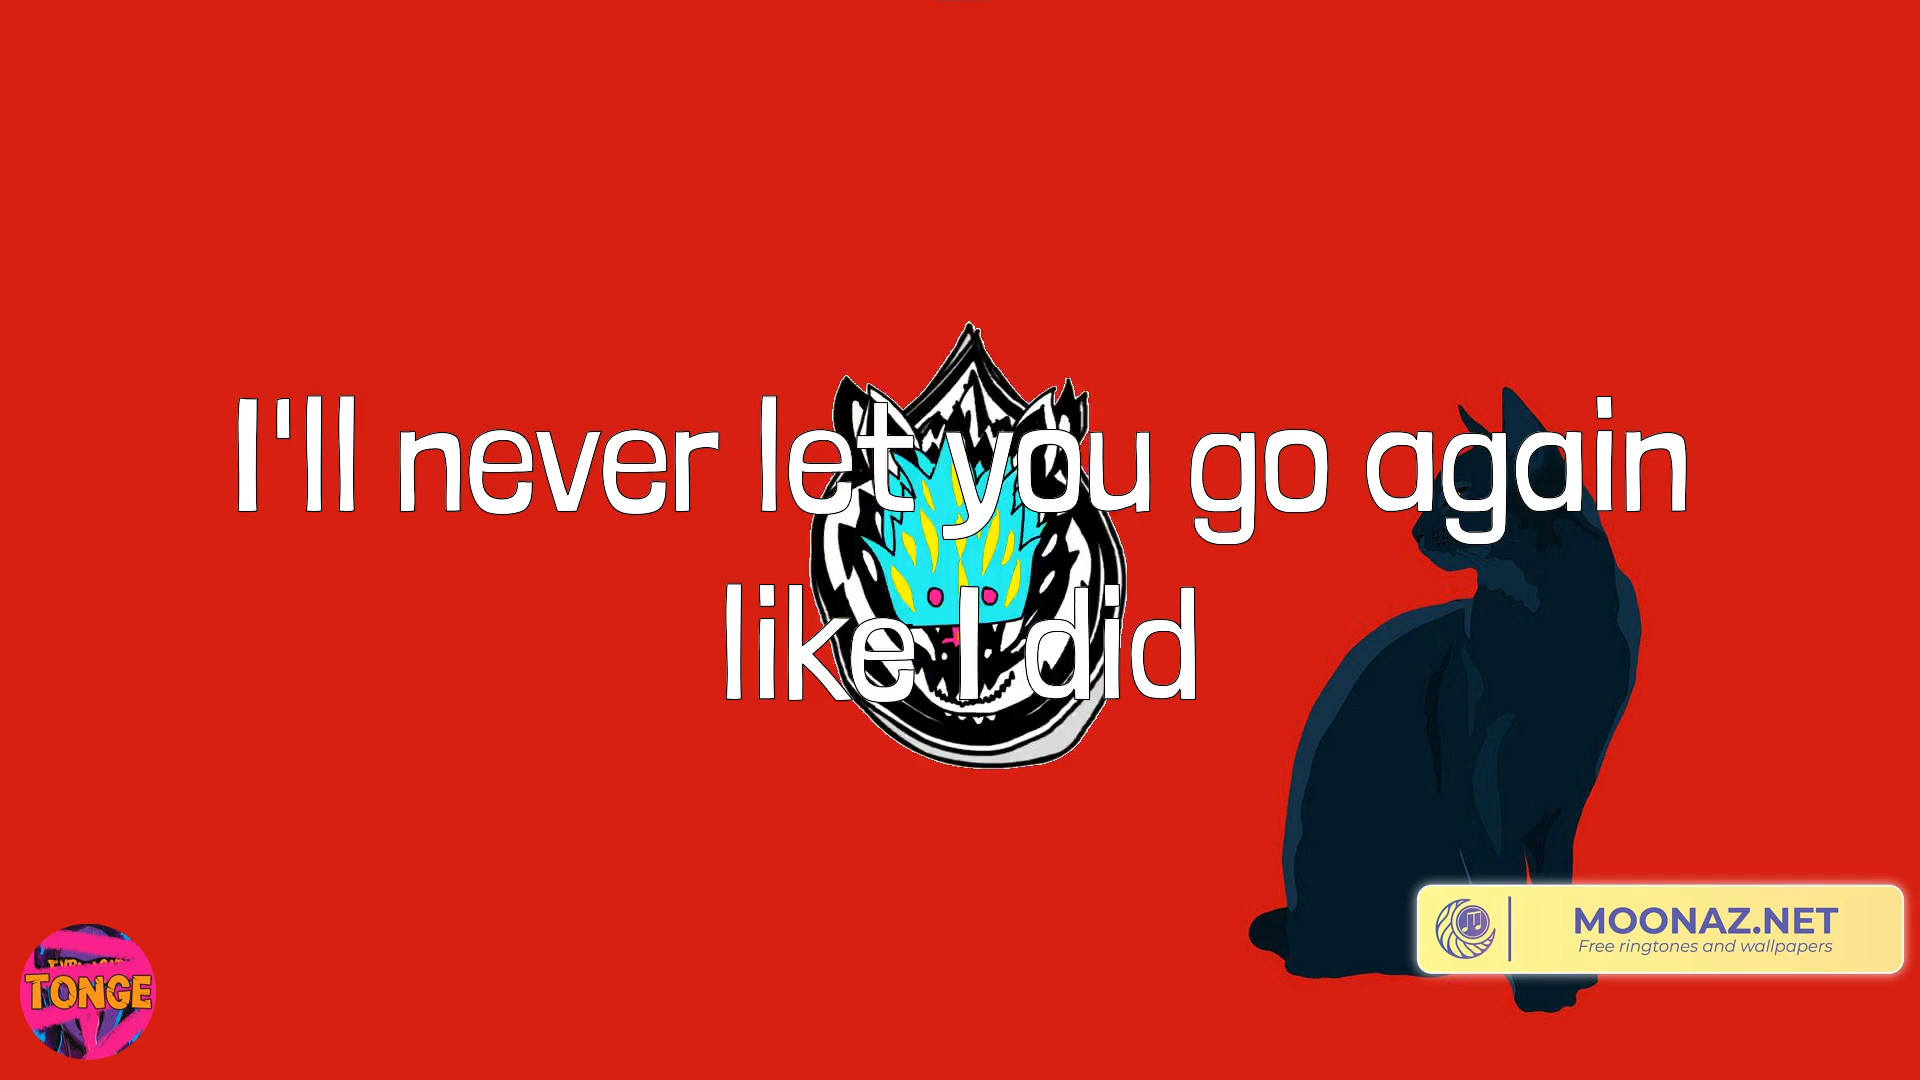 I'll never let you go again
like I did
TONGE
MOONAZ.NET
Free ringtones and wallpapers